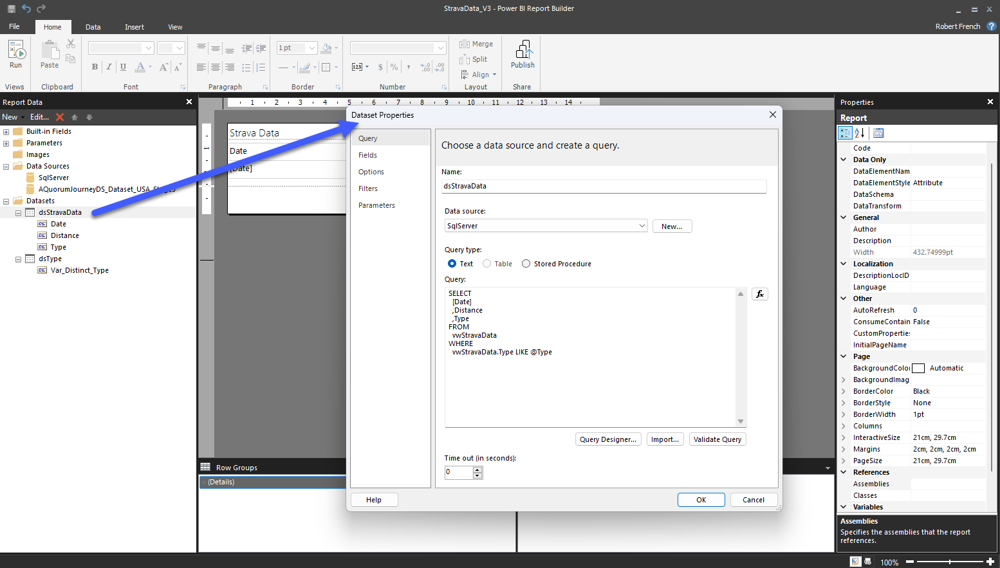 StravaData_V3 - Power BI Report Builder
File Home Data Insert View
Robert French
Run
Paste
B I U A A A
1 pt
123 $ % ,
Merge
Split
Align
Publish
Views Clipboard Font Paragraph Border Number Layout Share
Report Data
New Edit...
Built-in Fields
Parameters
Images
Data Sources
SqlServer
AQuorumJourneyDS_Dataset_USA_Stage3
Datasets
dsStravaData
Date
Distance
Type
dsType
Var_Distinct_Type
1 2 3 4 5 6 7 8 9 10 11 12 13 14
1
Strava Data
Date
[Date]
Row Groups
(Details)
Dataset Properties
Query
Fields
Options
Filters
Parameters
Choose a data source and create a query.
Name:
dsStravaData
Data source:
SqlServer
New...
Query type:
Text Table Stored Procedure
Query:
fx
SELECT
[Date]
,Distance
,Type
FROM
vwStravaData
WHERE
vwStravaData.Type LIKE @Type
Query Designer... Import... Validate Query
Time out (in seconds):
0
Help OK Cancel
Properties
Report
Code
Data Only
DataElementNam
DataElementStyle Attribute
DataSchema
DataTransform
General
Author
Description
Width 432.74999pt
Localization
DescriptionLocID
Language
Other
AutoRefresh 0
ConsumeContain False
CustomProperties
InitialPageName
Page
BackgroundColor Automatic
BackgroundImag
BorderColor Black
BorderStyle None
BorderWidth 1pt
Columns
InteractiveSize 21cm, 29.7cm
Margins 2cm, 2cm, 2cm, 2cm
PageSize 21cm, 29.7cm
References
Assemblies
Classes
Variables
Assemblies
Specifies the assemblies that the report
references.
100%